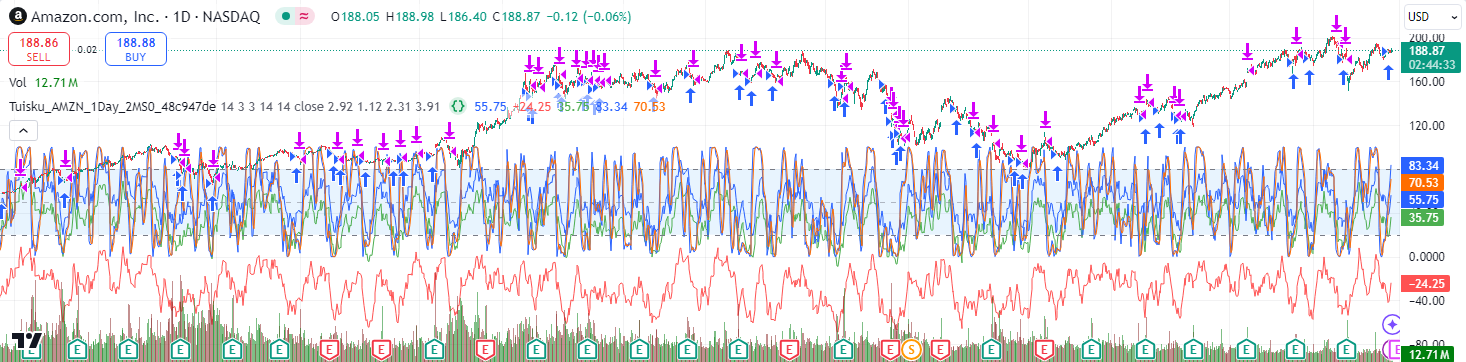 Amazon.com, Inc. · 1D · NASDAQ O188.05 H188.98 L186.40 C188.87 −0.12 (−0.06%)
USD
200.00
188.86 SELL
0.02
188.88 BUY
188.87
02:44:33
Vol 12.71 M
160.00
Tuisku_AMZN_1Day_2MS0_48c947de 14 3 3 14 14 close 2.92 1.12 2.31 3.91 {} 55.75 −24.25 35.75 83.34 70.53
120.00
83.34
70.53
55.75
35.75
0.0000
−24.25
−40.00
−80.00
12.71 M
E E E E E E E E E E E E E E E E E E S E E E E E E E E E E